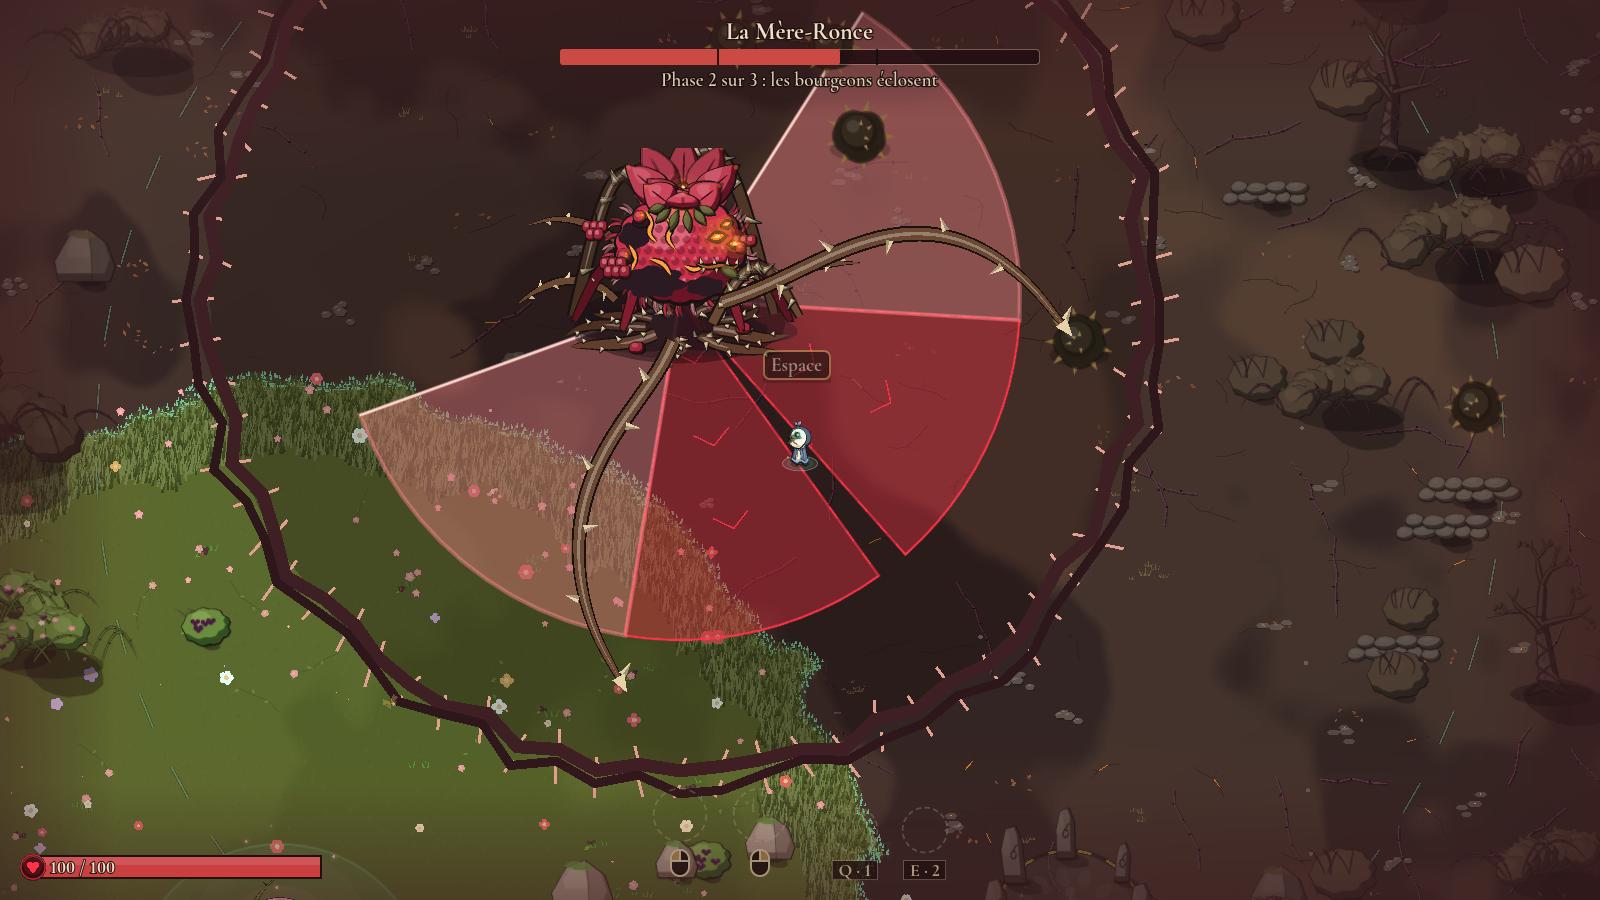 La Mère-Ronce
Phase 2 sur 3 : les bourgeons éclosent
Espace
100 / 100
Q · 1
E · 2